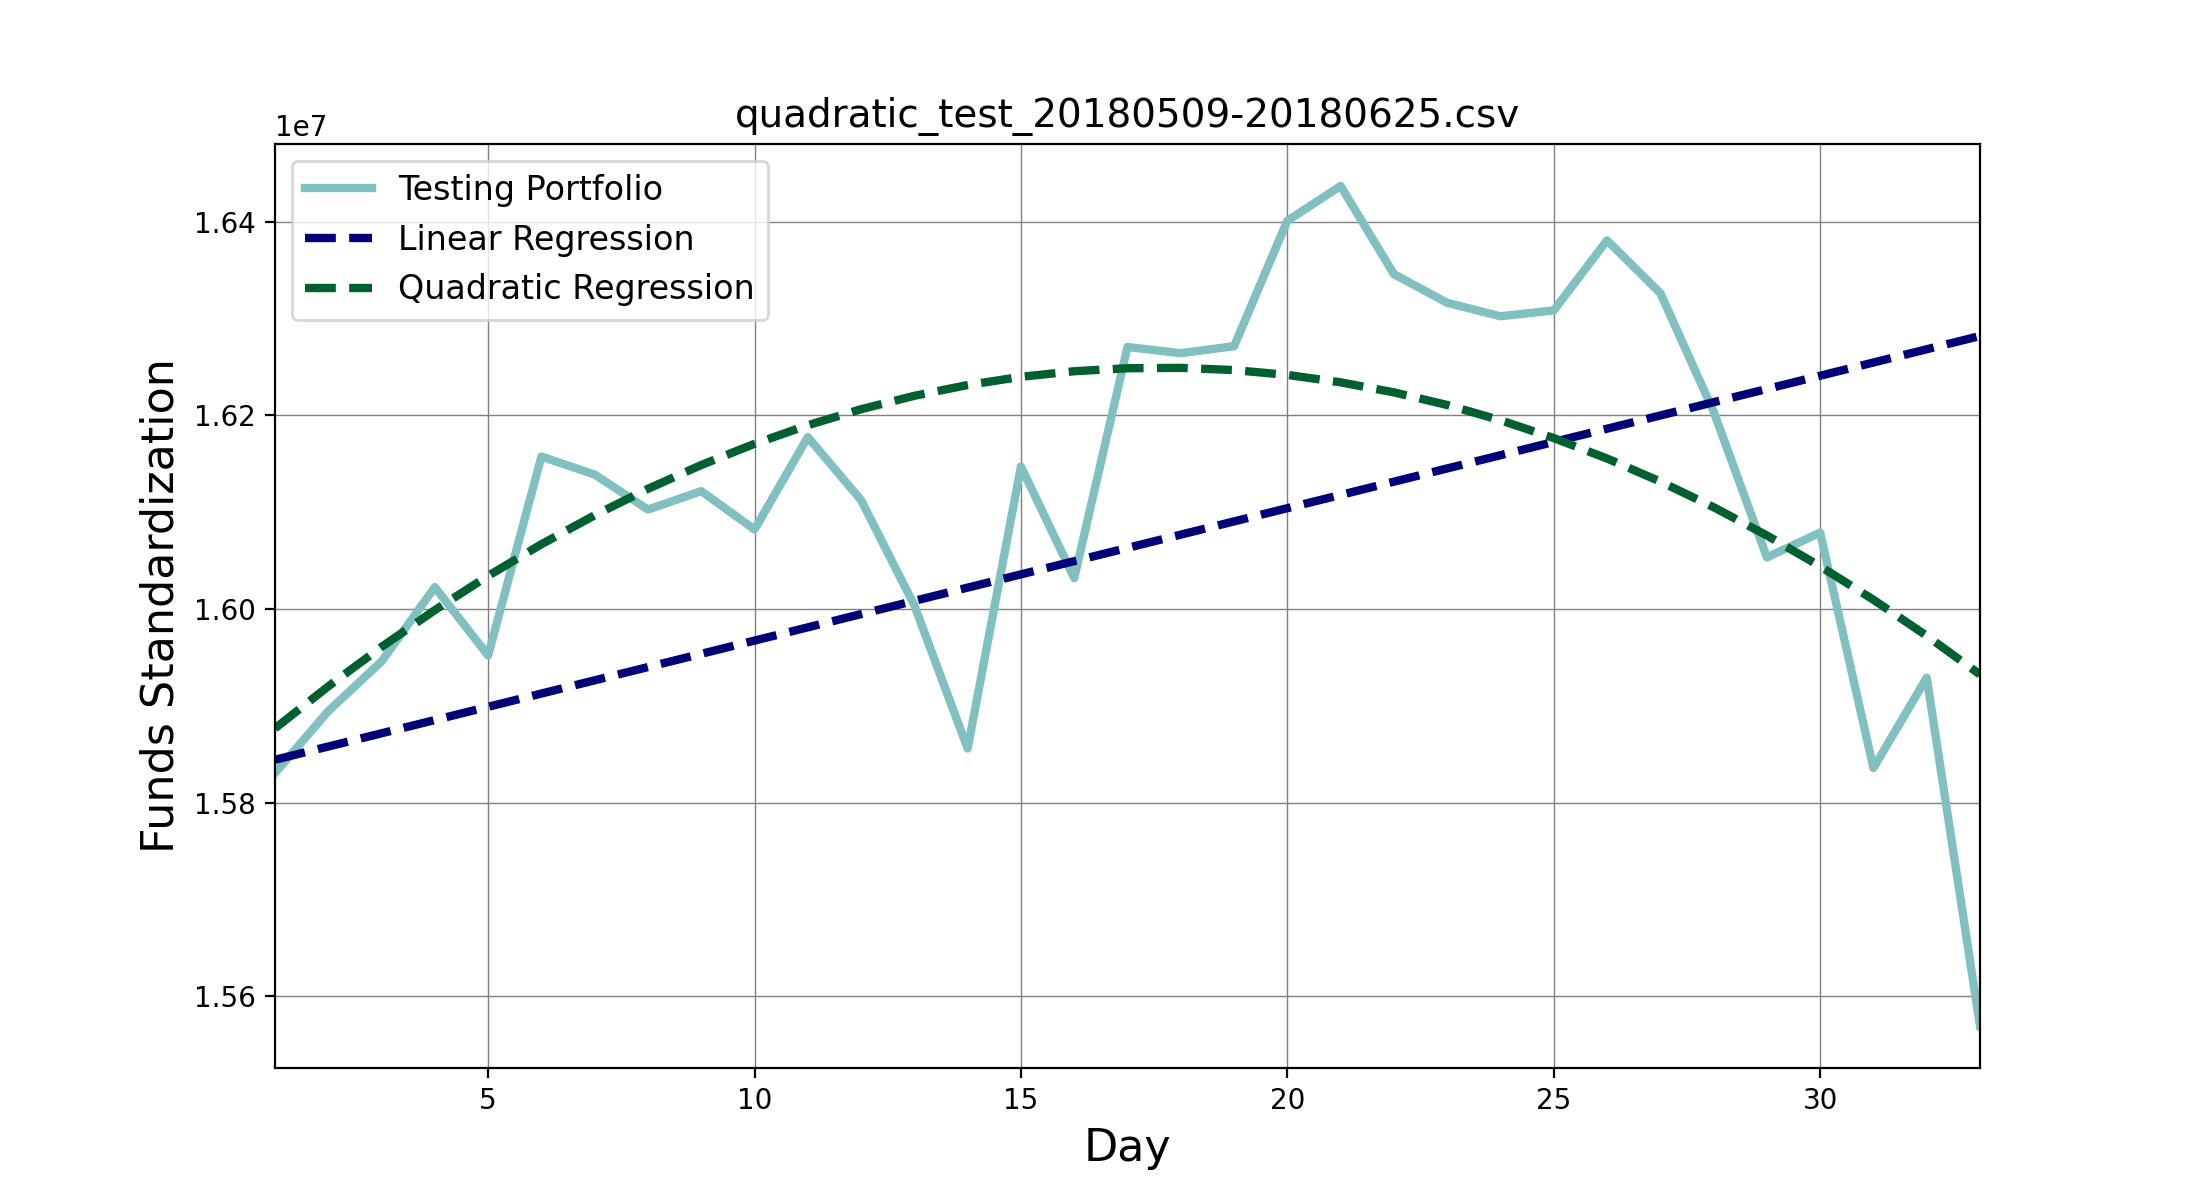 quadratic_test_20180509-20180625.csv
1e7
Testing Portfolio
Linear Regression
Quadratic Regression
Funds Standardization
1.64
1.62
1.60
1.58
1.56
5 10 15 20 25 30
Day